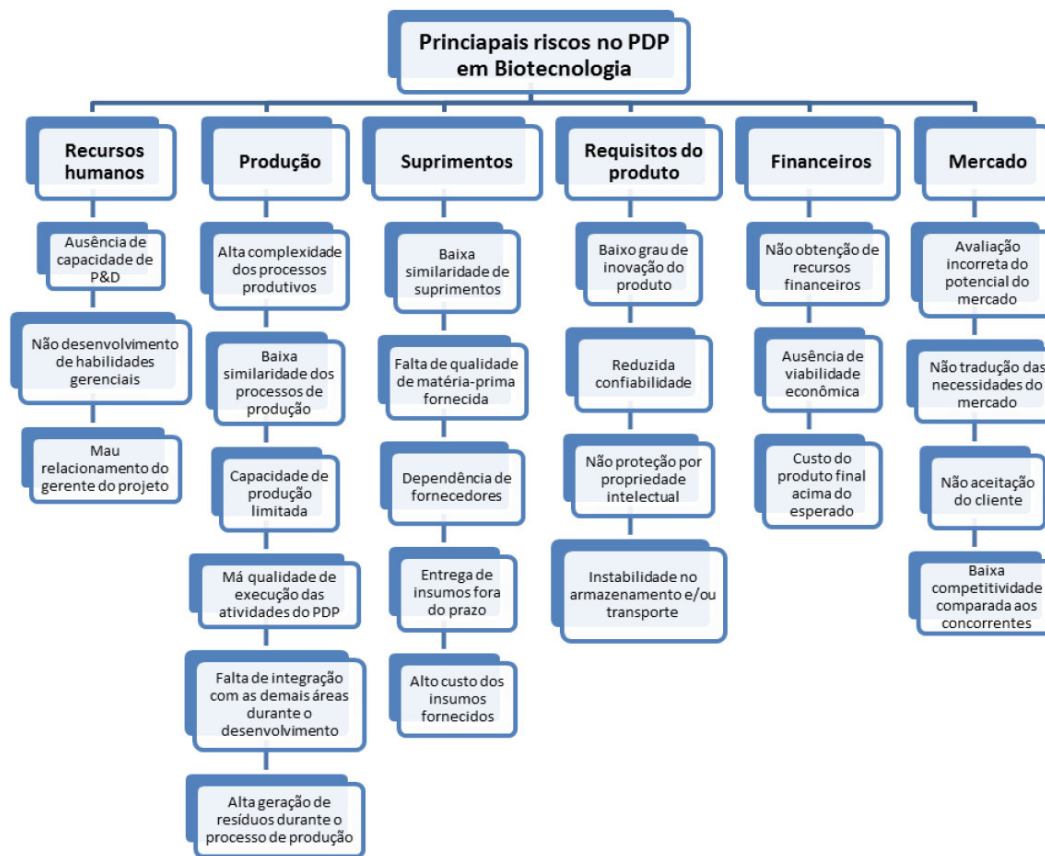 Princiapais riscos no PDP
em Biotecnologia
Recursos
humanos
Ausência de
capacidade de
P&D
Não desenvolvimento
de habilidades
gerenciais
Mau
relacionamento do
gerente do projeto
Produção
Alta complexidade
dos processos
produtivos
Baixa
similaridade dos
processos de
produção
Capacidade de
produção
limitada
Má qualidade de
execução das
atividades do PDP
Falta de integração
com as demais áreas
durante o
desenvolvimento
Alta geração de
resíduos durante o
processo de produção
Suprimentos
Baixa
similaridade de
suprimentos
Falta de qualidade
de matéria-prima
fornecida
Dependência de
fornecedores
Entrega de
insumos fora
do prazo
Alto custo dos
insumos
fornecidos
Requisitos do
produto
Baixo grau de
inovação do
produto
Reduzida
confiabilidade
Não proteção por
propriedade
intelectual
Instabilidade no
armazenamento e/ou
transporte
Financeiros
Não obtenção de
recursos
financeiros
Ausência de
viabilidade
econômica
Custo do
produto final
acima do
esperado
Mercado
Avaliação
incorreta do
potencial do
mercado
Não tradução das
necessidades do
mercado
Não aceitação
do cliente
Baixa
competitividade
comparada aos
concorrentes